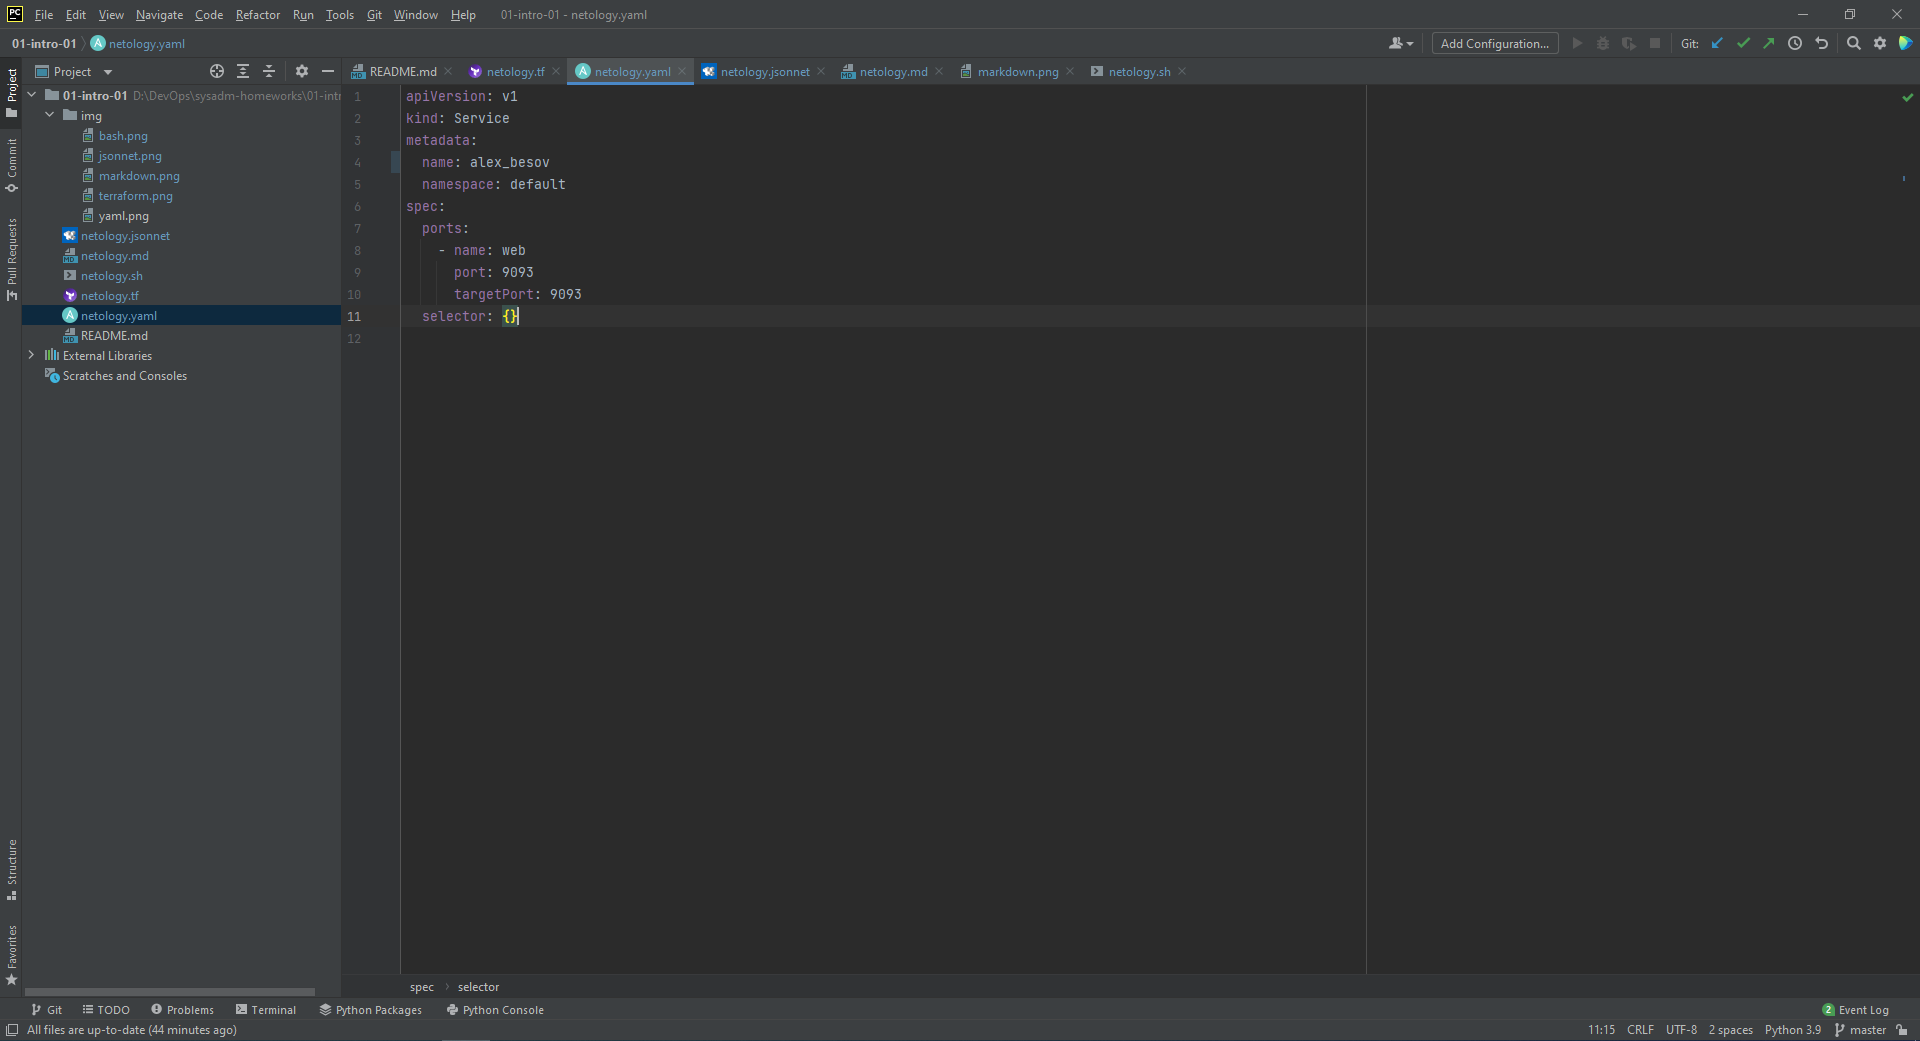 PC File Edit View Navigate Code Refactor Run Tools Git Window Help 01-intro-01 - netology.yaml
01-intro-01 netology.yaml Add Configuration... Git:
Project README.md netology.tf netology.yaml netology.jsonnet netology.md markdown.png netology.sh
Project
Commit
Pull Requests
Structure
Favorites
01-intro-01 D:\DevOps\sysadm-homeworks\01-intr
img
bash.png
jsonnet.png
markdown.png
terraform.png
yaml.png
netology.jsonnet
netology.md
netology.sh
netology.tf
netology.yaml
README.md
External Libraries
Scratches and Consoles
1 apiVersion: v1
2 kind: Service
3 metadata:
4 name: alex_besov
5 namespace: default
6 spec:
7 ports:
8 - name: web
9 port: 9093
10 targetPort: 9093
11 selector: {}
12
spec selector
Git TODO Problems Terminal Python Packages Python Console 2 Event Log
All files are up-to-date (44 minutes ago) 11:15 CRLF UTF-8 2 spaces Python 3.9 master